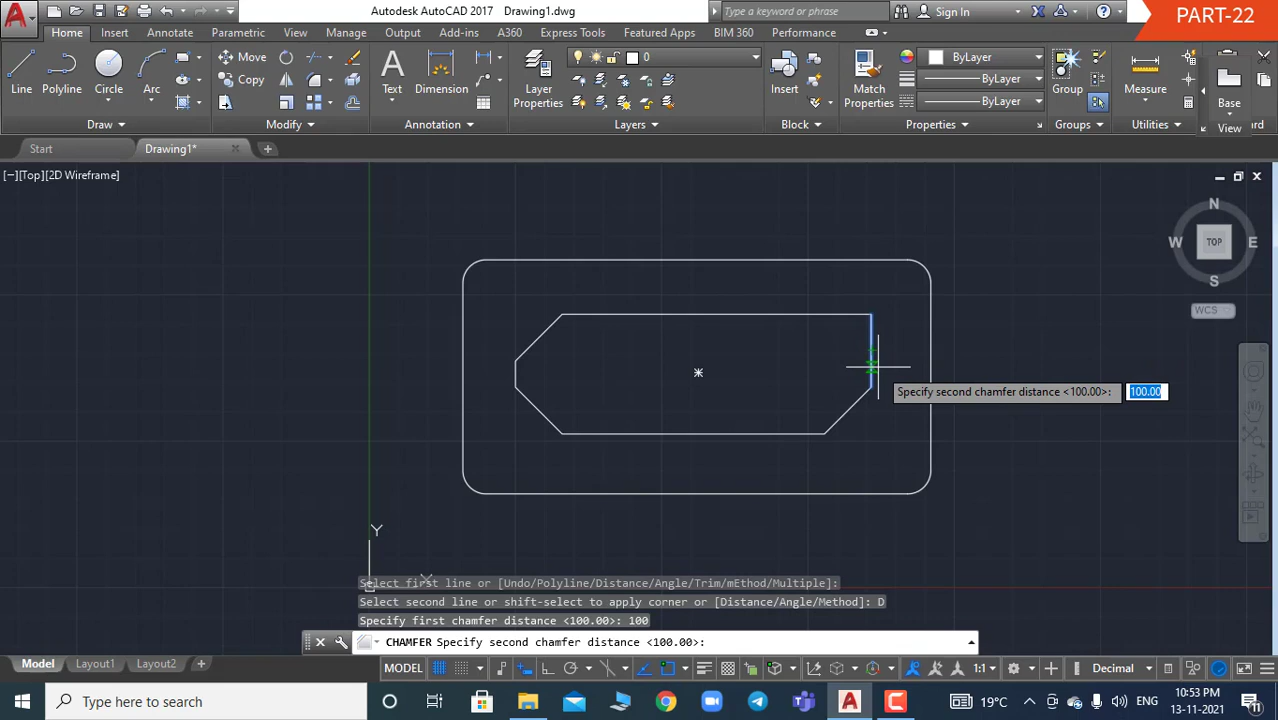 Autodesk AutoCAD 2017 Drawing1.dwg
Type a keyword or phrase
Sign In
PART-22
Home Insert Annotate Parametric View Manage Output Add-ins A360 Express Tools Featured Apps BIM 360 Performance
Line
Polyline
Circle
Arc
Move
Copy
Text
Dimension
Layer
Properties
0
Insert
Match
Properties
ByLayer
ByLayer
ByLayer
Group
Measure
Base
View
Draw Modify Annotation Layers Block Properties Groups Utilities
Start Drawing1*
[−][Top][2D Wireframe]
N
W TOP E
S
WCS
Specify second chamfer distance <100.00>: 100.00
Y
Select first line or [Undo/Polyline/Distance/Angle/Trim/mEthod/Multiple]:
Select second line or shift-select to apply corner or [Distance/Angle/Method]: D
Specify first chamfer distance <100.00>: 100
CHAMFER Specify second chamfer distance <100.00>:
Model Layout1 Layout2
MODEL 1:1 Decimal
Type here to search
19°C
ENG
10:53 PM
13-11-2021